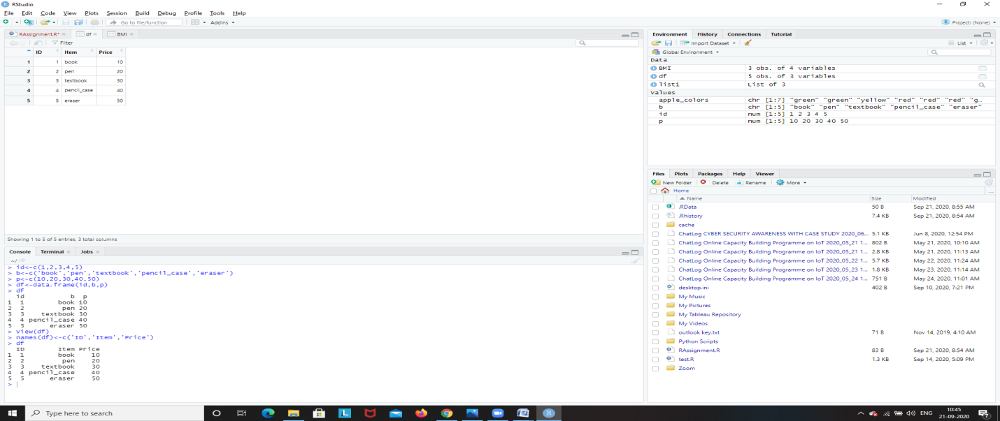 RStudio
File Edit Code View Plots Session Build Debug Profile Tools Help
Go to file/function Addins Project: (None)
RAssignment.R* df BMI
Filter
ID Item Price
1 1 book 10
2 2 pen 20
3 3 textbook 30
4 4 pencil_case 40
5 5 eraser 50
Showing 1 to 5 of 5 entries, 3 total columns
Console Terminal Jobs
~/
> id<-c(1,2,3,4,5)
> b<-c('book','pen','textbook','pencil_case','eraser')
> p<-c(10,20,30,40,50)
> df<-data.frame(id,b,p)
> df
id b p
1 1 book 10
2 2 pen 20
3 3 textbook 30
4 4 pencil_case 40
5 5 eraser 50
> View(df)
> names(df)<-c('ID','Item','Price')
> df
ID Item Price
1 1 book 10
2 2 pen 20
3 3 textbook 30
4 4 pencil_case 40
5 5 eraser 50
>
Environment History Connections Tutorial
Import Dataset List
Global Environment
Data
BMI 3 obs. of 4 variables
df 5 obs. of 3 variables
list1 List of 3
Values
apple_colors chr [1:7] "green" "green" "yellow" "red" "red" "red" "g…
b chr [1:5] "book" "pen" "textbook" "pencil_case" "eraser"
id num [1:5] 1 2 3 4 5
p num [1:5] 10 20 30 40 50
Files Plots Packages Help Viewer
New Folder Delete Rename More
Home ...
Name Size Modified
.RData 50 B Sep 21, 2020, 8:55 AM
.Rhistory 7.4 KB Sep 21, 2020, 8:54 AM
cache
ChatLog CYBER SECURITY AWARENESS WITH CASE STUDY 2020_06... 5.1 KB Jun 8, 2020, 12:54 PM
ChatLog Online Capacity Building Programme on IoT 2020_05_21 1... 802 B May 21, 2020, 10:10 AM
ChatLog Online Capacity Building Programme on IoT 2020_05_21 1... 2.8 KB May 21, 2020, 11:13 AM
ChatLog Online Capacity Building Programme on IoT 2020_05_22 1... 5.7 KB May 22, 2020, 11:24 AM
ChatLog Online Capacity Building Programme on IoT 2020_05_23 1... 1.8 KB May 23, 2020, 11:14 AM
ChatLog Online Capacity Building Programme on IoT 2020_05_24 1... 751 B May 24, 2020, 11:01 AM
desktop.ini 402 B Sep 10, 2020, 7:21 PM
My Music
My Pictures
My Tableau Repository
My Videos
outlook key.txt 71 B Nov 14, 2019, 4:10 AM
Python Scripts
RAssignment.R 83 B Sep 21, 2020, 8:54 AM
test.R 1.3 KB Sep 14, 2020, 5:09 PM
Zoom
Type here to search
ENG
10:45
21-09-2020
7